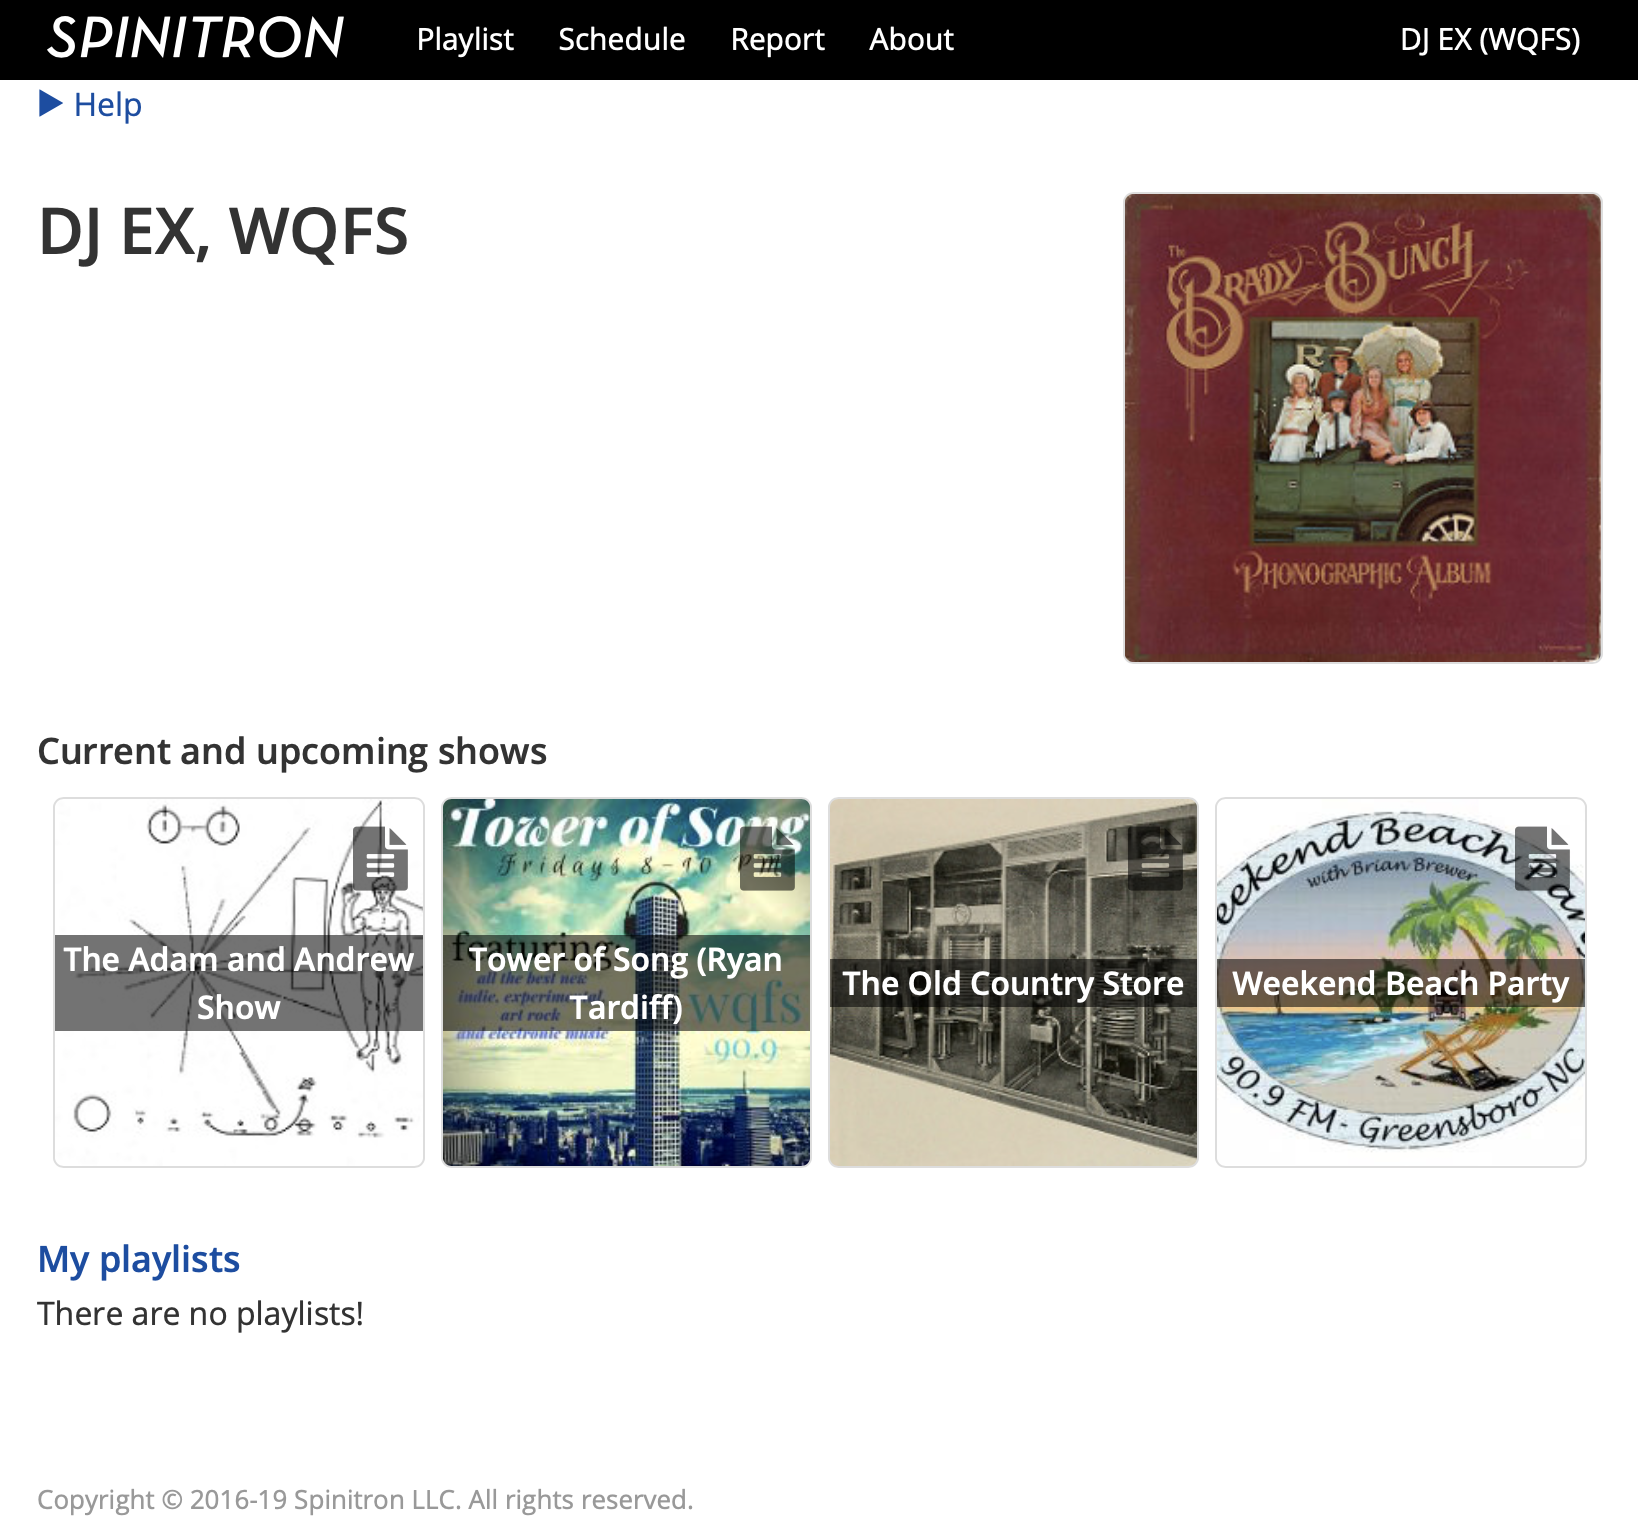 SPINITRON Playlist Schedule Report About DJ EX (WQFS)
Help
DJ EX, WQFS
The
BRADY BUNCH
PHONOGRAPHIC ALBUM
Current and upcoming shows
The Adam and Andrew
Show
Tower of Song
Fridays 8-10 PM
featuring:
Tower of Song (Ryan
Tardiff)
all the best new
indie, experimental,
art rock
and electronic music
wqfs
90.9
The Old Country Store
Weekend Beach Party
with Brian Brewer
Weekend Beach Party
90.9 FM - Greensboro NC
My playlists
There are no playlists!
Copyright © 2016-19 Spinitron LLC. All rights reserved.